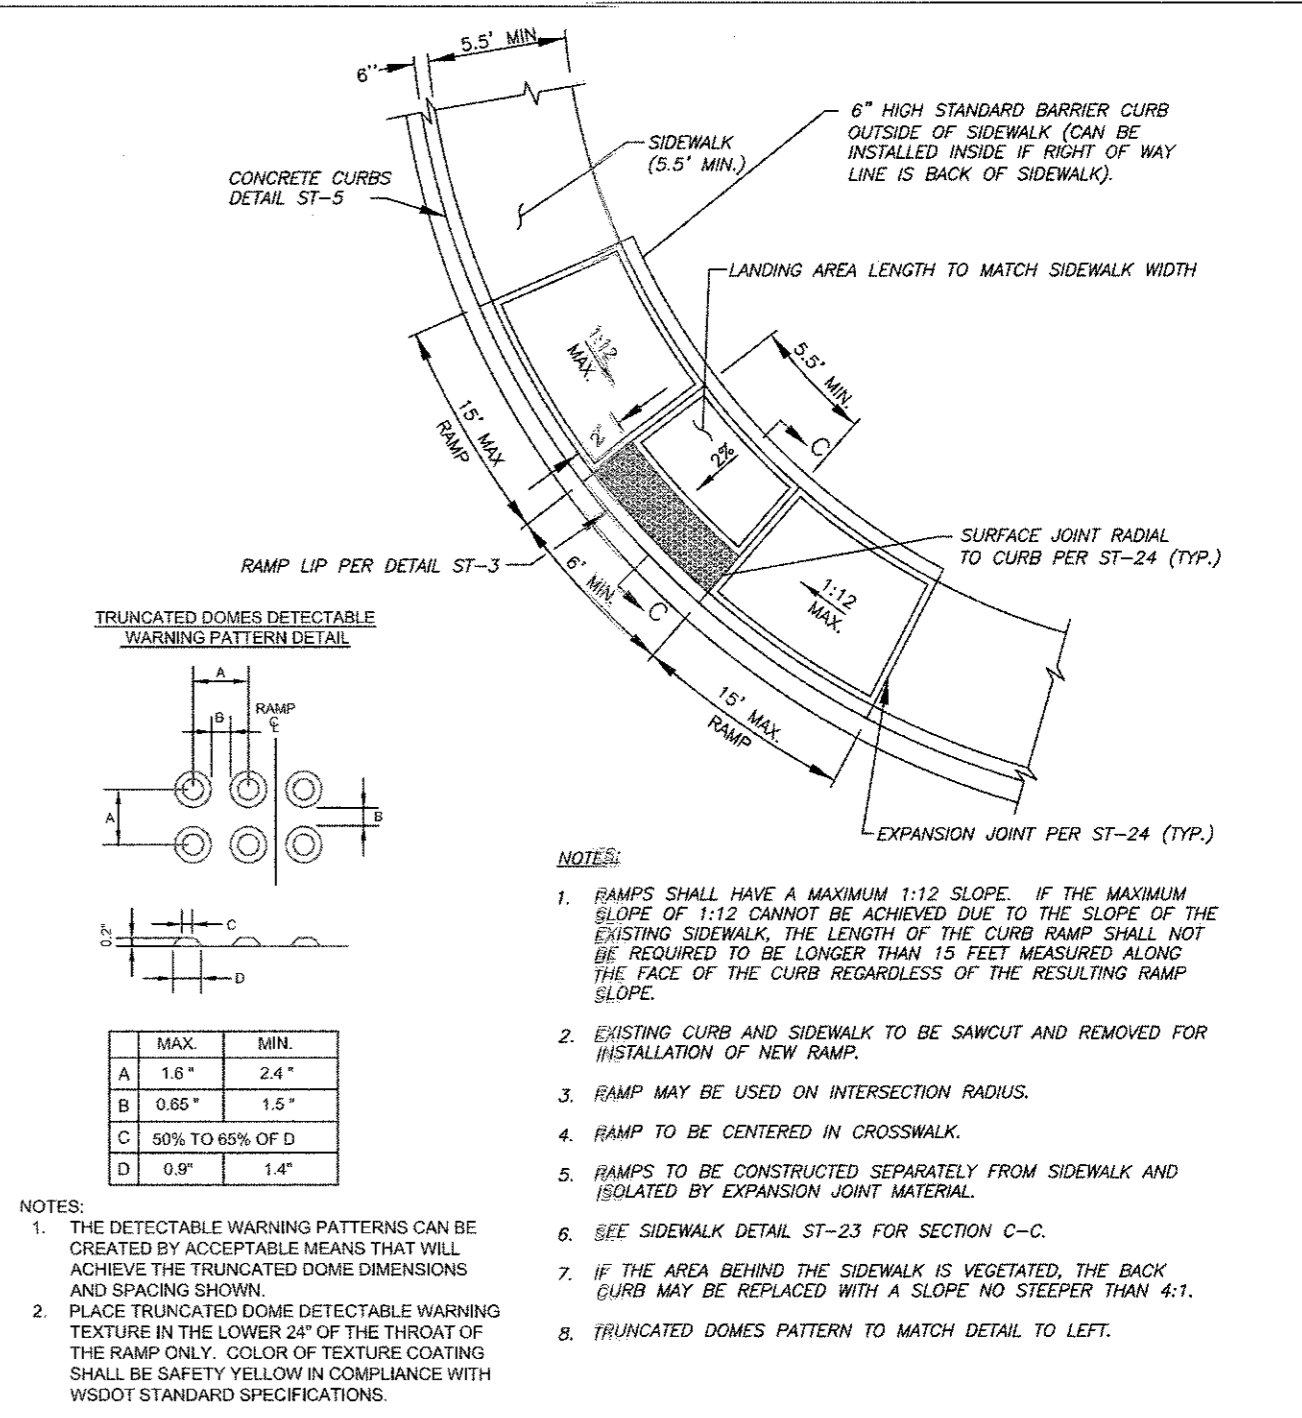 5.5' MIN.
6"
6" HIGH STANDARD BARRIER CURB
OUTSIDE OF SIDEWALK (CAN BE
INSTALLED INSIDE IF RIGHT OF WAY
LINE IS BACK OF SIDEWALK).
SIDEWALK
(5.5' MIN.)
CONCRETE CURBS
DETAIL ST-5
LANDING AREA LENGTH TO MATCH SIDEWALK WIDTH
1:12
MAX.
5.5' MIN.
15' MAX
RAMP
2'
2%
C
SURFACE JOINT RADIAL
TO CURB PER ST-24 (TYP.)
RAMP LIP PER DETAIL ST-3
6' MIN.
C
1:12
MAX.
15' MAX.
RAMP
EXPANSION JOINT PER ST-24 (TYP.)
TRUNCATED DOMES DETECTABLE
WARNING PATTERN DETAIL
A
B
RAMP
℄
A
B
0.2"
C
D
MAX. MIN.
A 1.6 " 2.4 "
B 0.65 " 1.5 "
C 50% TO 65% OF D
D 0.9" 1.4"
NOTES:
1. THE DETECTABLE WARNING PATTERNS CAN BE
CREATED BY ACCEPTABLE MEANS THAT WILL
ACHIEVE THE TRUNCATED DOME DIMENSIONS
AND SPACING SHOWN.
2. PLACE TRUNCATED DOME DETECTABLE WARNING
TEXTURE IN THE LOWER 24" OF THE THROAT OF
THE RAMP ONLY. COLOR OF TEXTURE COATING
SHALL BE SAFETY YELLOW IN COMPLIANCE WITH
WSDOT STANDARD SPECIFICATIONS.
NOTES:
1. RAMPS SHALL HAVE A MAXIMUM 1:12 SLOPE. IF THE MAXIMUM
SLOPE OF 1:12 CANNOT BE ACHIEVED DUE TO THE SLOPE OF THE
EXISTING SIDEWALK, THE LENGTH OF THE CURB RAMP SHALL NOT
BE REQUIRED TO BE LONGER THAN 15 FEET MEASURED ALONG
THE FACE OF THE CURB REGARDLESS OF THE RESULTING RAMP
SLOPE.
2. EXISTING CURB AND SIDEWALK TO BE SAWCUT AND REMOVED FOR
INSTALLATION OF NEW RAMP.
3. RAMP MAY BE USED ON INTERSECTION RADIUS.
4. RAMP TO BE CENTERED IN CROSSWALK.
5. RAMPS TO BE CONSTRUCTED SEPARATELY FROM SIDEWALK AND
ISOLATED BY EXPANSION JOINT MATERIAL.
6. SEE SIDEWALK DETAIL ST-23 FOR SECTION C-C.
7. IF THE AREA BEHIND THE SIDEWALK IS VEGETATED, THE BACK
CURB MAY BE REPLACED WITH A SLOPE NO STEEPER THAN 4:1.
8. TRUNCATED DOMES PATTERN TO MATCH DETAIL TO LEFT.